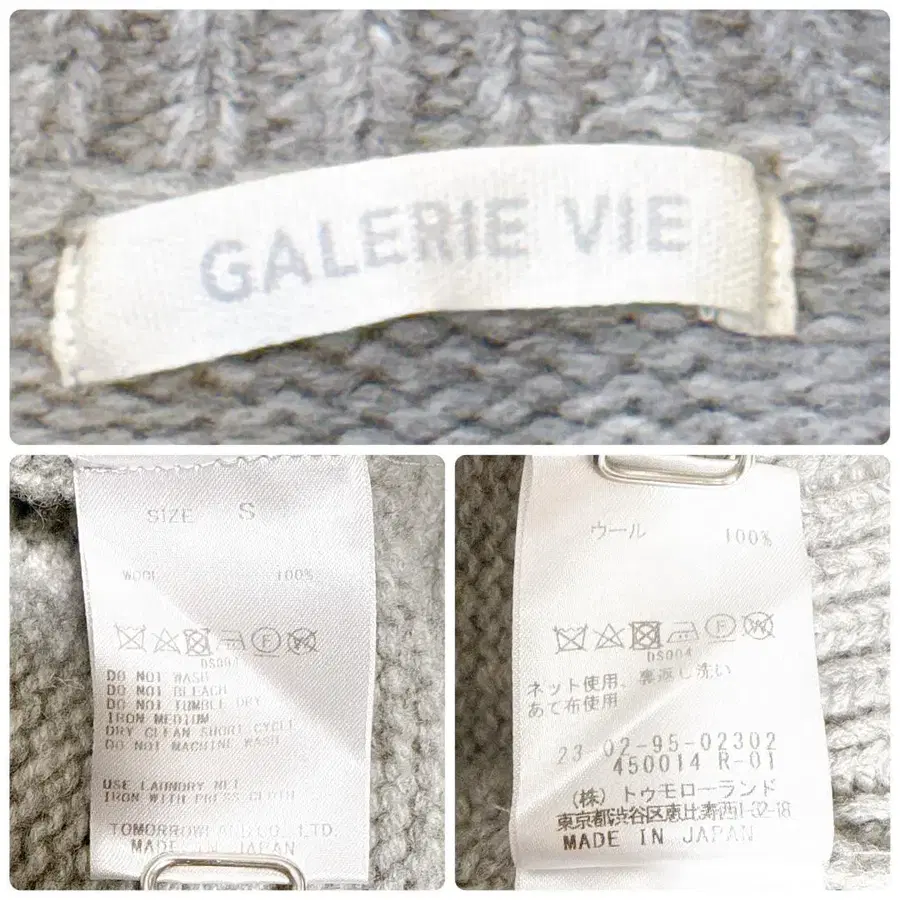 GALERIE VIE
SIZE S
WOOL 100%
DS004
DO NOT WASH
DO NOT BLEACH
DO NOT TUMBLE DRY
IRON MEDIUM
DRY CLEAN SHORT CYCLE
DO NOT MACHINE WASH
USE LAUNDRY NET
IRON WITH PRESS CLOTH
TOMORROWLAND CO., LTD.
MADE IN JAPAN
ウール 100%
F W
DS004
ネット使用、裏返し洗い
あて布使用
23-02-95-02302
450014 R-01
(株) トゥモローランド
東京都渋谷区恵比寿西1-32-18
MADE IN JAPAN